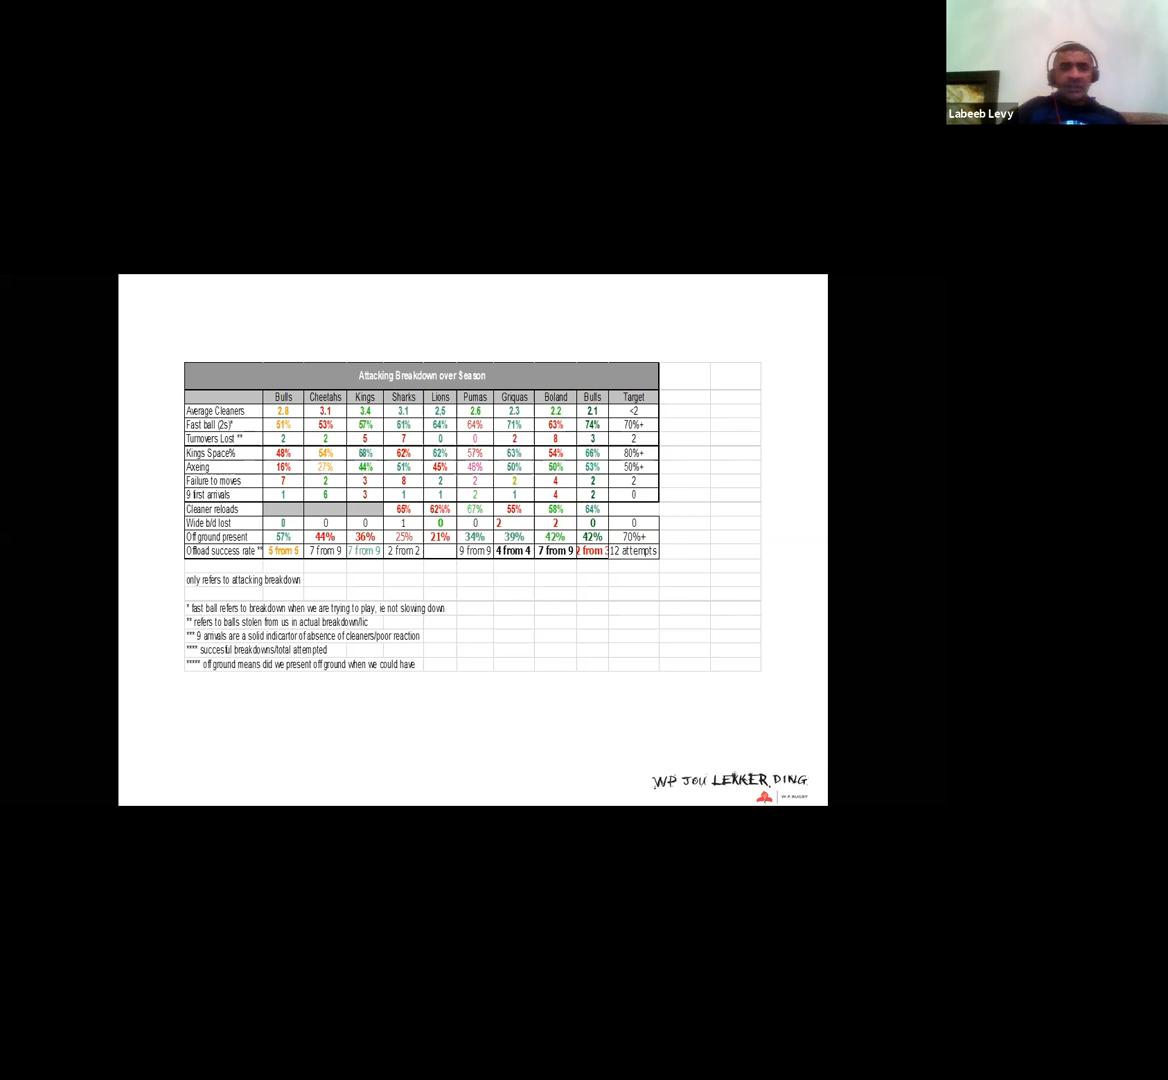 Labeeb Levy
Attacking Breakdown over Season
Bulls Cheetahs Kings Sharks Lions Pumas Griquas Boland Bulls Target
Average Cleaners 2.8 3.1 3.4 3.1 2.5 2.6 2.3 2.2 2.1 <2
Fast ball (2s)* 51% 53% 57% 61% 64% 64% 71% 63% 74% 70%+
Turnovers Lost ** 2 2 5 7 0 0 2 8 3 2
Kings Space% 48% 54% 68% 62% 62% 57% 63% 54% 66% 80%+
Axeing 16% 27% 44% 51% 45% 48% 50% 50% 53% 50%+
Failure to moves 7 2 3 8 2 2 2 4 2 2
9 first arrivals 1 6 3 1 1 2 1 4 2 0
Cleaner reloads 65% 62%% 67% 55% 58% 64%
Wide b/d lost 0 0 0 1 0 0 2 2 0 0
Off ground present 57% 44% 36% 25% 21% 34% 39% 42% 42% 70%+
Offload success rate ** 5 from 5 7 from 9 7 from 9 2 from 2 9 from 9 4 from 4 7 from 9 2 from 3 12 attempts
only refers to attacking breakdown
* fast ball refers to breakdown when we are trying to play, ie not slowing down
** refers to balls stolen from us in actual breakdown/lic
*** 9 arrivals are a solid indicartor of absence of cleaners/poor reaction
**** succesful breakdowns/total attempted
***** off ground means did we present off ground when we could have
WP JOU LEKKER DING
W.P. RUGBY